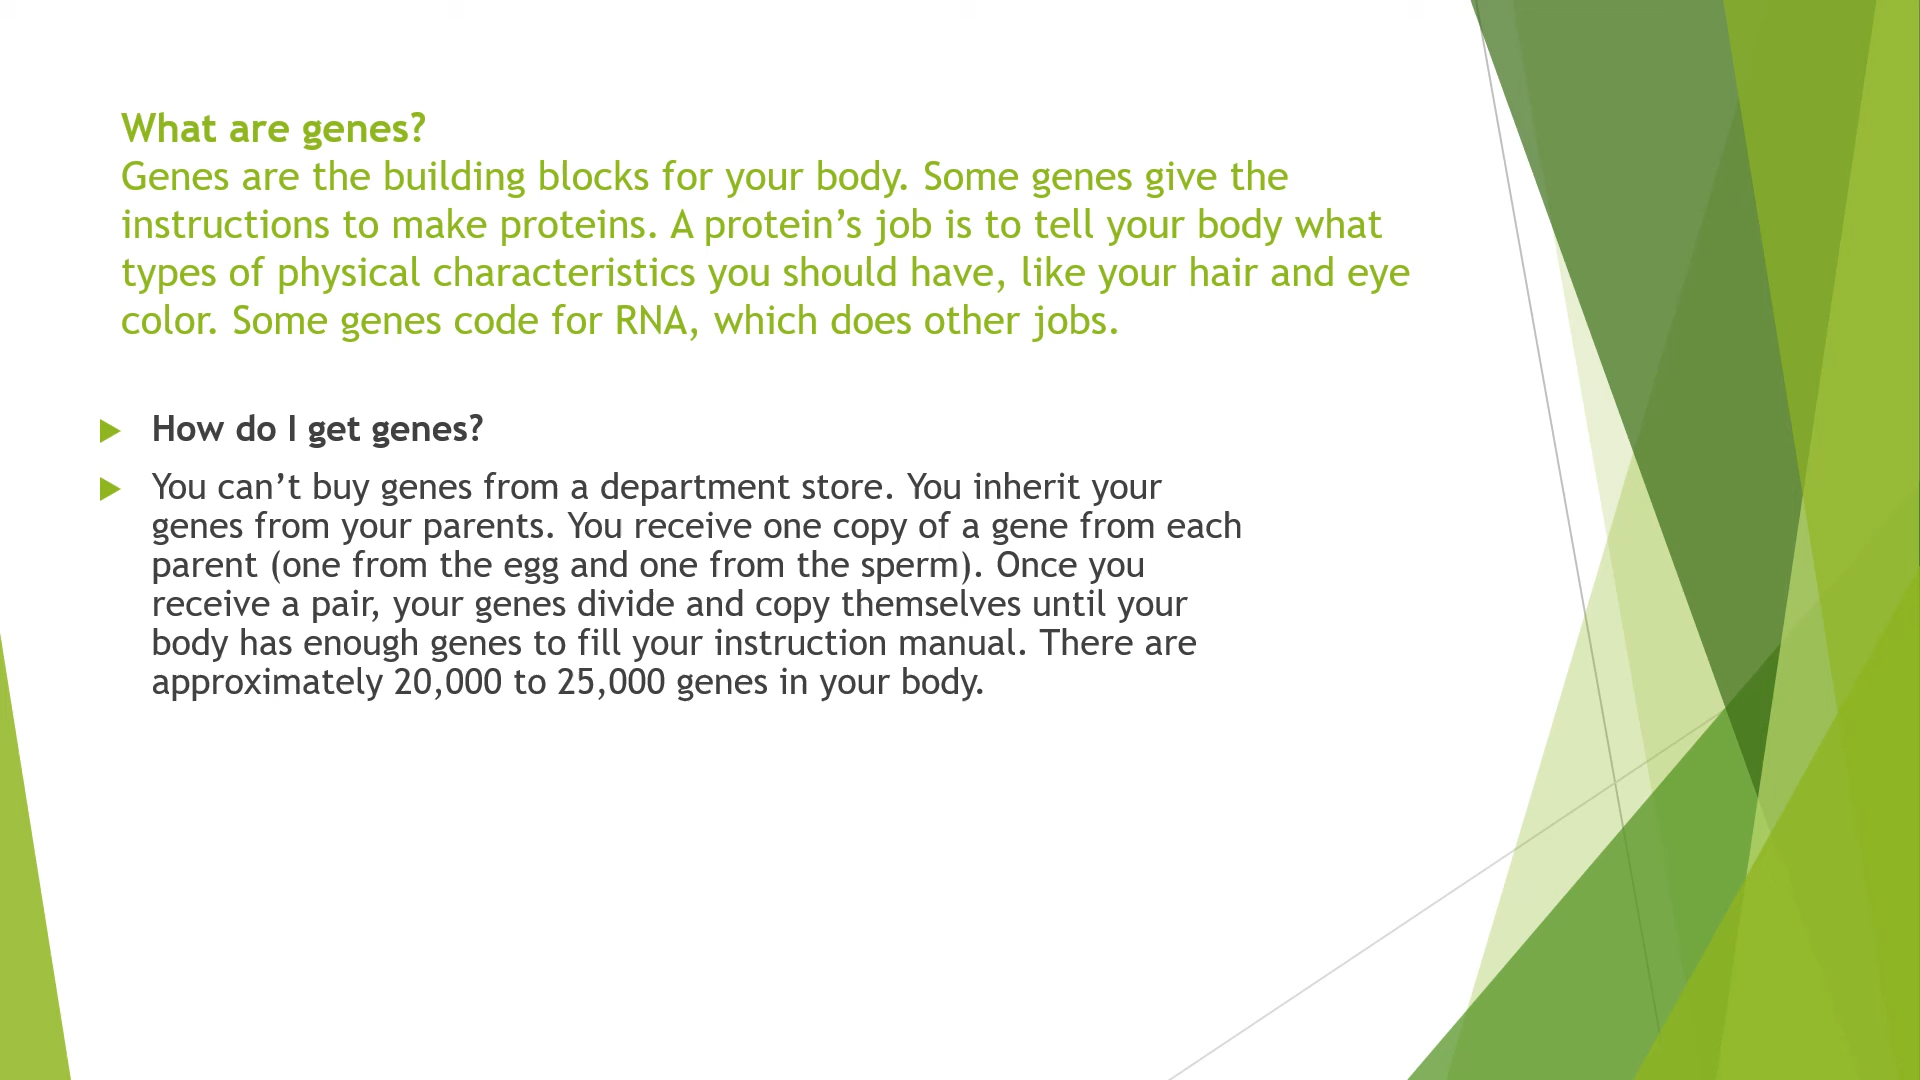 What are genes?
Genes are the building blocks for your body. Some genes give the
instructions to make proteins. A protein’s job is to tell your body what
types of physical characteristics you should have, like your hair and eye
color. Some genes code for RNA, which does other jobs.
How do I get genes?
You can’t buy genes from a department store. You inherit your
genes from your parents. You receive one copy of a gene from each
parent (one from the egg and one from the sperm). Once you
receive a pair, your genes divide and copy themselves until your
body has enough genes to fill your instruction manual. There are
approximately 20,000 to 25,000 genes in your body.